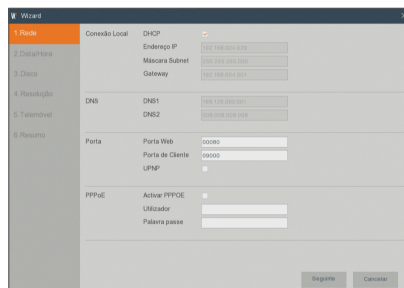 Wizard
1.Rede
2.Data/Hora
3.Disco
4. Resolução
5.Telemóvel
6.Resumo
Conexão Local DHCP
Endereço IP
Máscara Subnet
Gateway
DNS DNS1
DNS2
Porta Porta Web 00080
Porta de Cliente 09000
UPNP
PPPoE Activar PPPOE
Utilizador
Palavra passe
Seguinte Cancelar